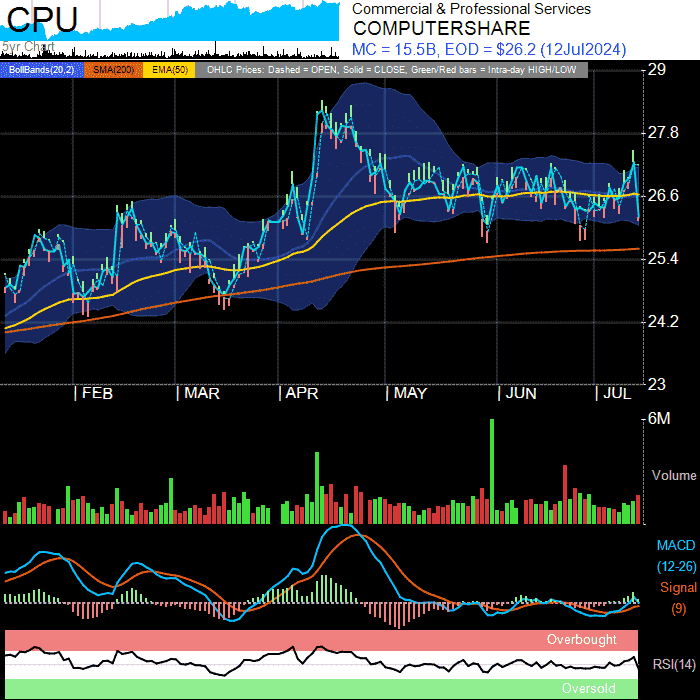 CPU
5yr Chart
Commercial & Professional Services
COMPUTERSHARE
MC = 15.5B, EOD = $26.2 (12Jul2024)
BollBands(20,2) SMA(200) EMA(50) OHLC Prices: Dashed = OPEN, Solid = CLOSE, Green/Red bars = Intra-day HIGH/LOW
29
27.8
26.6
25.4
24.2
23
| FEB | MAR | APR | MAY | JUN | JUL
6M
Volume
MACD
(12-26)
Signal
(9)
Overbought
RSI(14)
Oversold